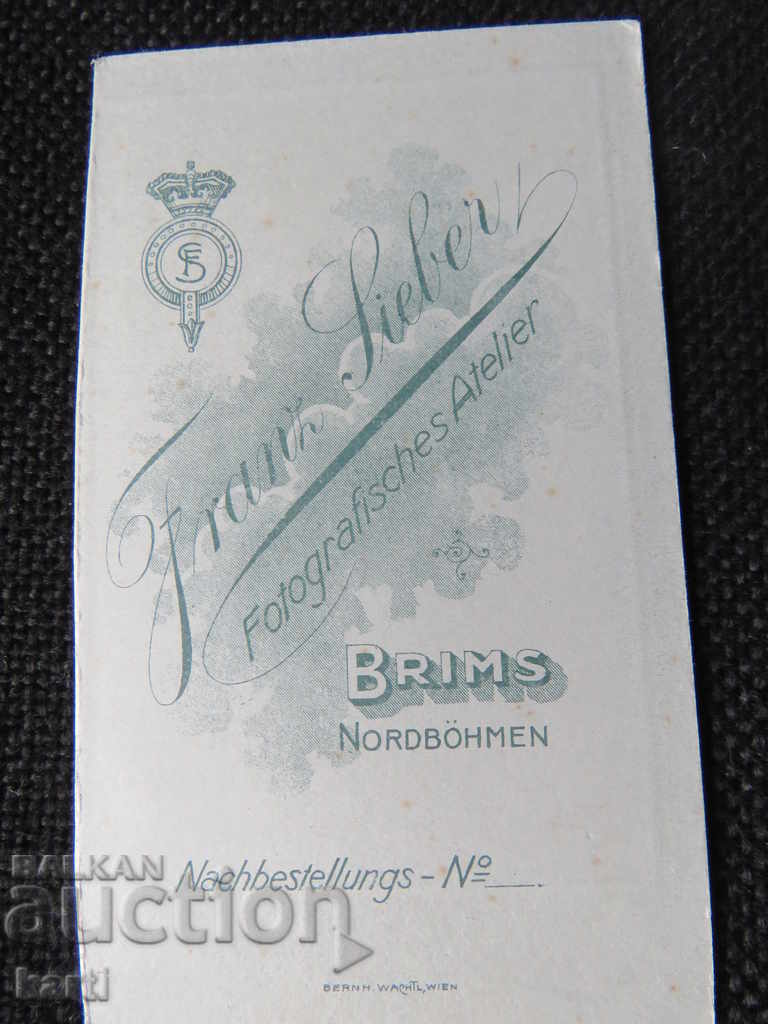 FS
Franz Sieber
Fotografisches Atelier
BRIMS
NORDBÖHMEN
Nachbestellungs - Nº
BERNH. WACHTL, WIEN
BALKAN
auction
karti